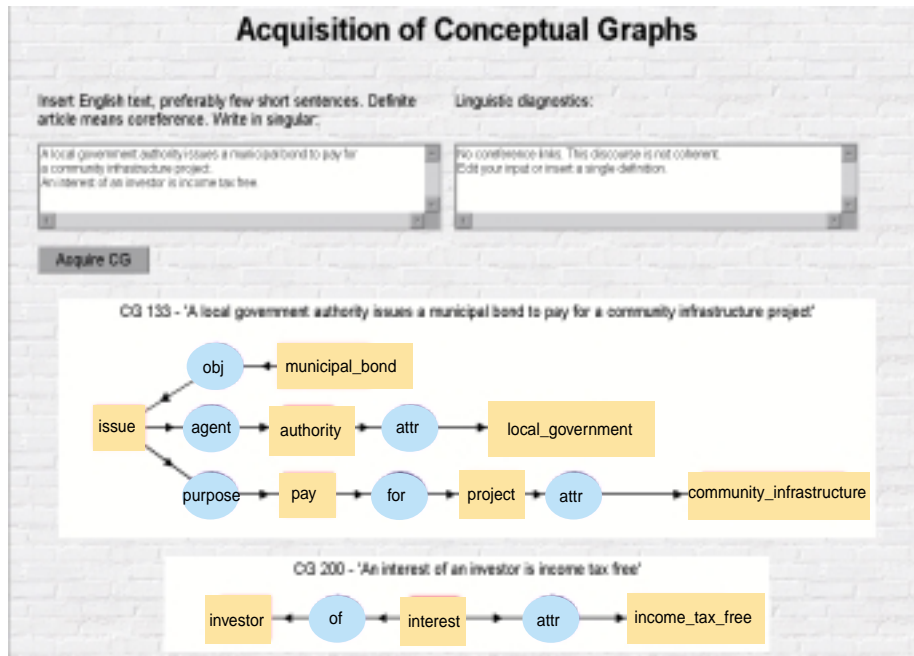 Acquisition of Conceptual Graphs
Insert English text, preferably few short sentences. Definite
article means coreference. Write in singular:
Linguistic diagnostics:
A local government authority issues a municipal bond to pay for
a community infrastructure project.
An interest of an investor is income tax free.
No coreference links. This discourse is not coherent.
Edit your input or insert a single definition.
Acquire CG
CG 133 - 'A local government authority issues a municipal bond to pay for a community infrastructure project'
obj
municipal_bond
issue
agent
authority
attr
local_government
purpose
pay
for
project
attr
community_infrastructure
CG 200 - 'An interest of an investor is income tax free'
investor
of
interest
attr
income_tax_free